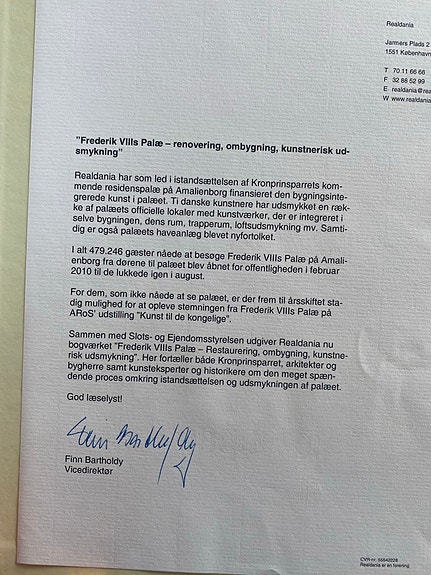 Realdania
Jarmers Plads 2
1551 København
T 70 11 66 66
F 32 88 52 99
E realdania@rea
W www.realdania
"Frederik VIIIs Palæ – renovering, ombygning, kunstnerisk ud-
smykning"
Realdania har som led i istandsættelsen af Kronprinsparrets kom-
mende residenspalæ på Amalienborg finansieret den bygningsinte-
grerede kunst i palæet. Ti danske kunstnere har udsmykket en ræk-
ke af palæets officielle lokaler med kunstværker, der er integreret i
selve bygningen, dens rum, trapperum, loftsudsmykning mv. Samti-
dig er også palæets haveanlæg blevet nyfortolket.
I alt 479.246 gæster nåede at besøge Frederik VIIIs Palæ på Amali-
enborg fra dørene til palæet blev åbnet for offentligheden i februar
2010 til de lukkede igen i august.
For dem, som ikke nåede at se palæet, er der frem til årsskiftet sta-
dig mulighed for at opleve stemningen fra Frederik VIIIs Palæ på
ARoS' udstilling "Kunst til de kongelige".
Sammen med Slots- og Ejendomsstyrelsen udgiver Realdania nu
bogværket "Frederik VIIIs Palæ – Restaurering, ombygning, kunstne-
risk udsmykning". Her fortæller både Kronprinsparret, arkitekter og
bygherre samt kunsteksperter og historikere om den meget spæn-
dende proces omkring istandsættelsen og udsmykningen af palæet.
God læselyst!
Finn Bartholdy
Vicedirektør
CVR-nr. 55542228
Realdania er en forening